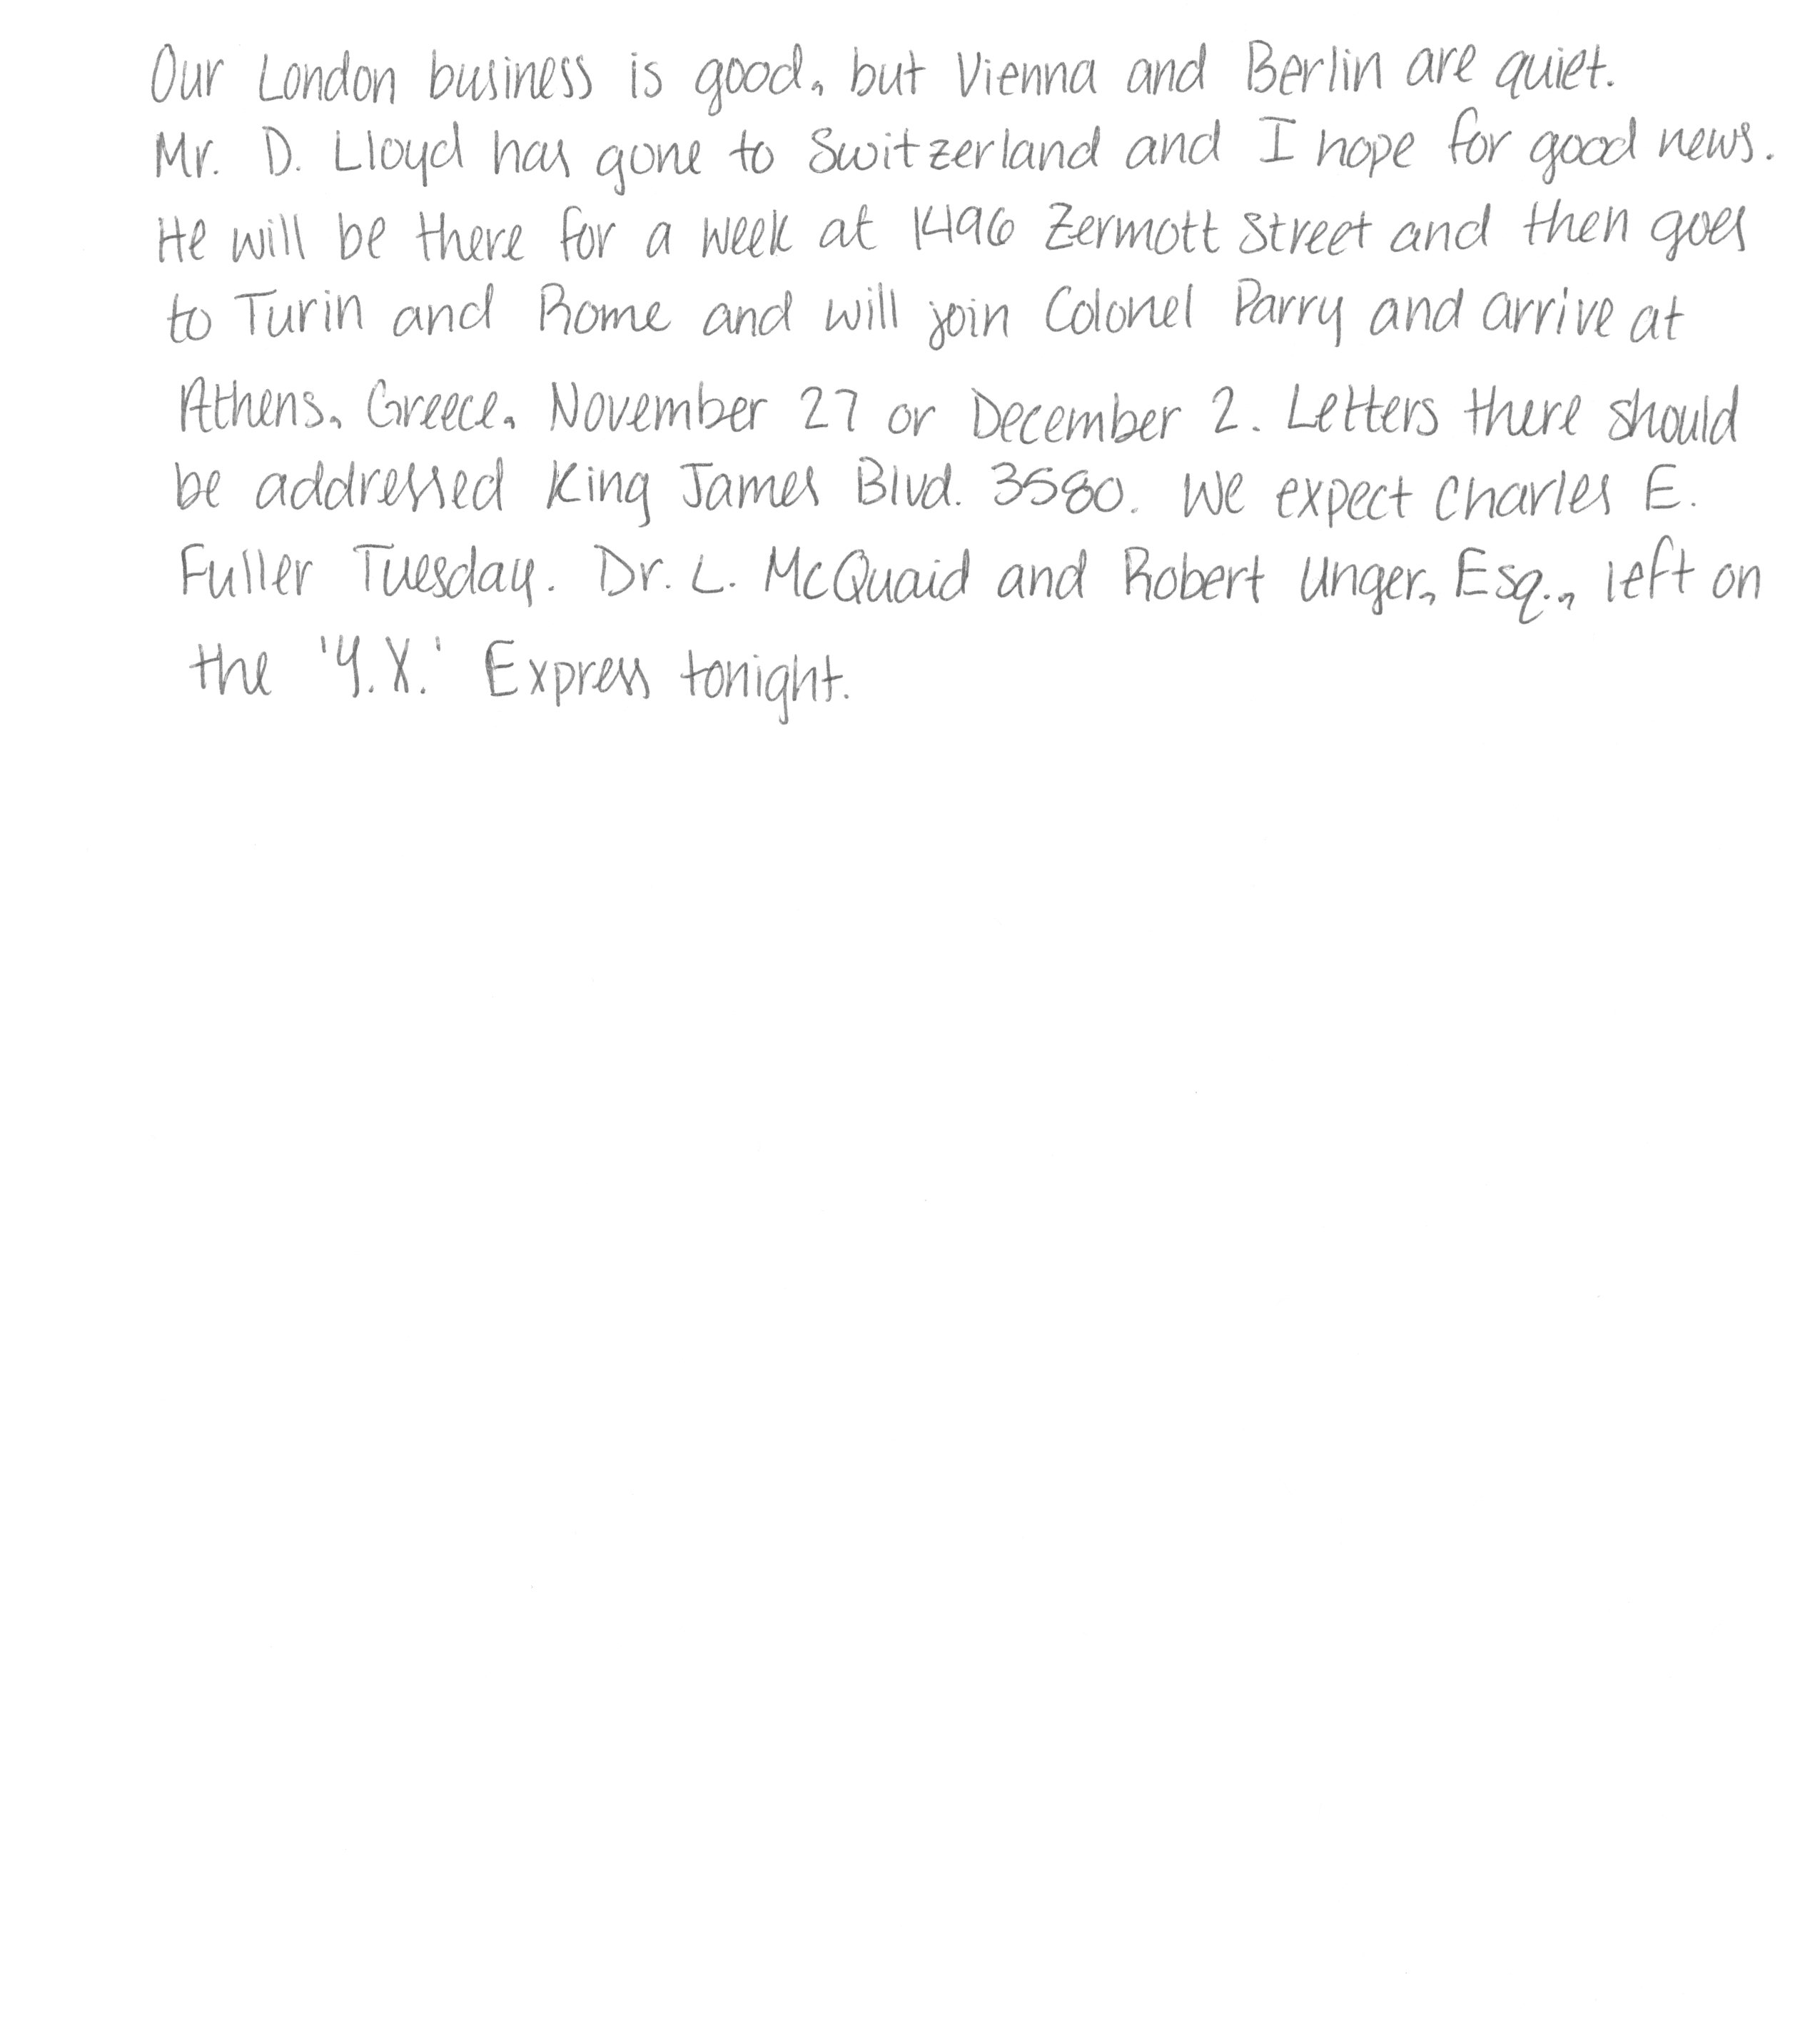 Our London business is good, but Vienna and Berlin are quiet.
Mr. D. Lloyd has gone to Switzerland and I hope for good news.
He will be there for a week at 1496 Zermott Street and then goes
to Turin and Rome and will join Colonel Parry and arrive at
Athens, Greece, November 27 or December 2. Letters there should
be addressed King James Blvd. 3580. We expect Charles E.
Fuller Tuesday. Dr. L. McQuaid and Robert Unger, Esq., left on
the 'Y.X.' Express tonight.